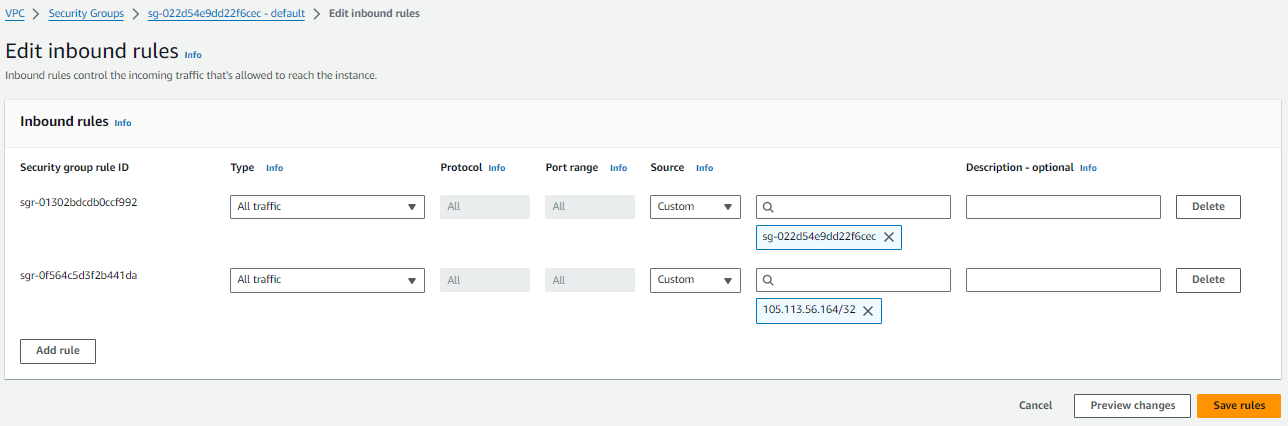 VPC > Security Groups > sg-022d54e9dd22f6cec - default > Edit inbound rules
Edit inbound rules Info
Inbound rules control the incoming traffic that's allowed to reach the instance.
Inbound rules Info
Security group rule ID Type Info Protocol Info Port range Info Source Info Description - optional Info
sgr-01302bdcdb0ccf992 All traffic All All Custom Delete
sg-022d54e9dd22f6cec
sgr-0f564c5d3f2b441da All traffic All All Custom Delete
105.113.56.164/32
Add rule
Cancel Preview changes Save rules